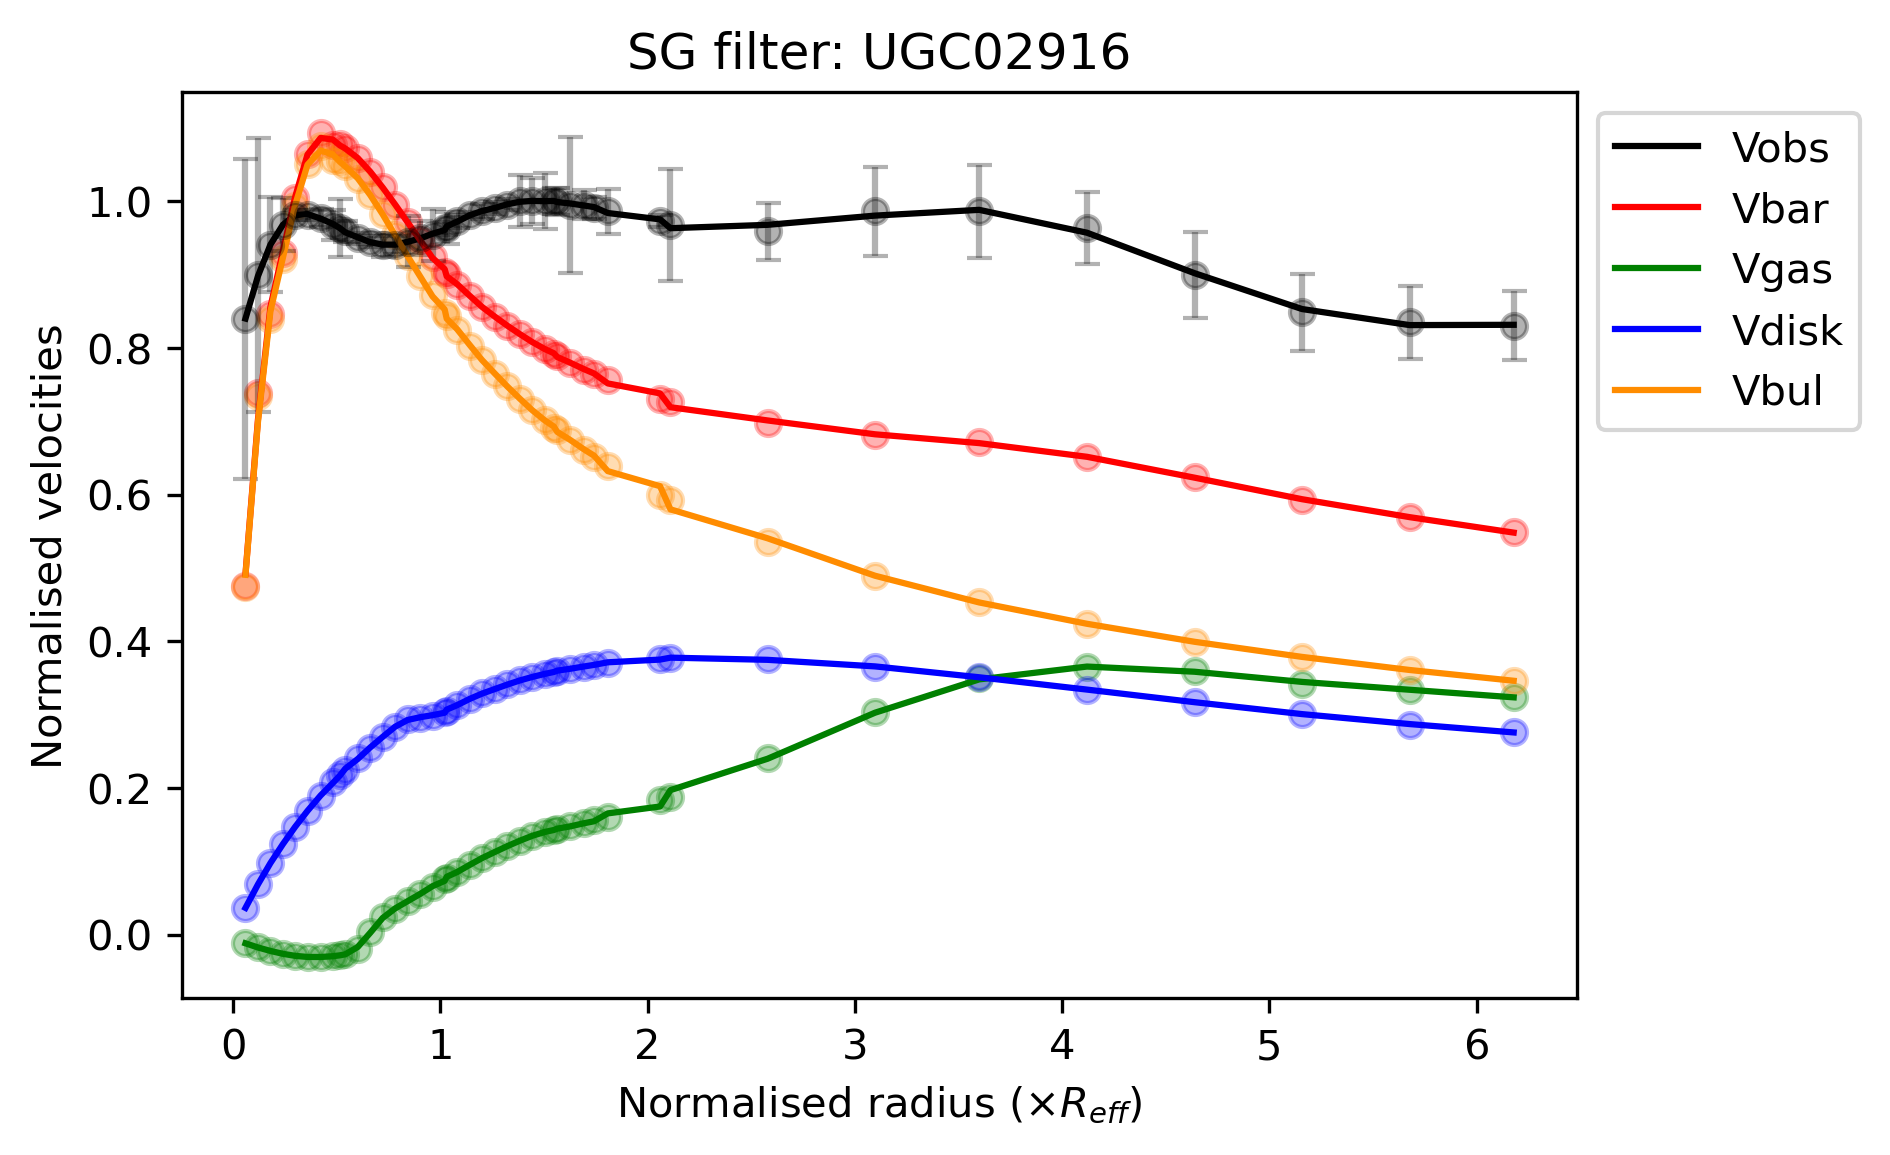 SG filter: UGC02916
Normalised velocities
1.0
0.8
0.6
0.4
0.2
0.0
0 1 2 3 4 5 6
Normalised radius (×R_eff)
Vobs
Vbar
Vgas
Vdisk
Vbul